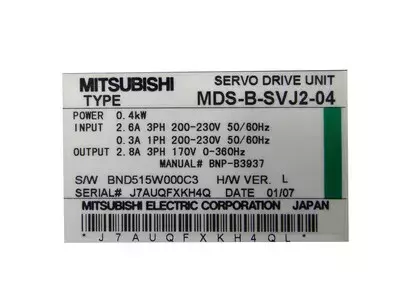 MITSUBISHI SERVO DRIVE UNIT
TYPE MDS-B-SVJ2-04
POWER 0.4kW
INPUT 2.6A 3PH 200-230V 50/60Hz
0.3A 1PH 200-230V 50/60Hz
OUTPUT 2.8A 3PH 170V 0-360Hz
MANUAL# BNP-B3937
S/W BND515W000C3 H/W VER. L
SERIAL# J7AUQFXKH4Q DATE 01/07
MITSUBISHI ELECTRIC CORPORATION JAPAN
*J7AUQFXKH4QL*